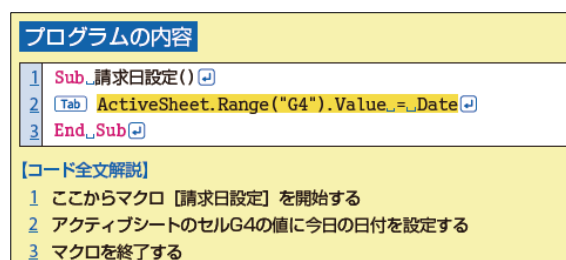 プログラムの内容
1 Sub␣請求日設定()↵
2 Tab ActiveSheet.Range("G4").Value␣=␣Date↵
3 End␣Sub↵
【コード全文解説】
1 ここからマクロ［請求日設定］を開始する
2 アクティブシートのセルG4の値に今日の日付を設定する
3 マクロを終了する